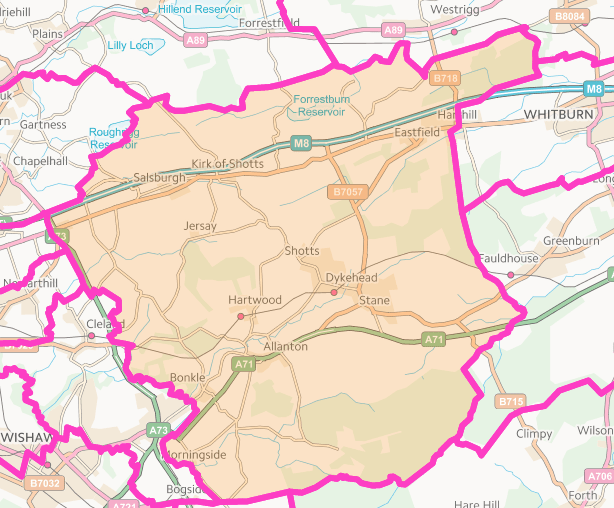 Hillend Reservoir
Westrigg
Forrestfield
B8084
Plains
A89
A89
Lilly Loch
B718
M8
Forrestburn
Reservoir
Harthill
WHITBURN
Gartness
Roughrigg
Reservoir
Eastfield
M8
Chapelhall
Kirk of Shotts
Salsburgh
B7057
Jersay
A73
Greenburn
Shotts
Fauldhouse
Dykehead
Hartwood
Stane
Cleland
A71
Allanton
A71
Bonkle
B715
A73
Climpy
WISHAW
Morningside
B7032
A706
Bogside
Forth
A721
Hare Hill